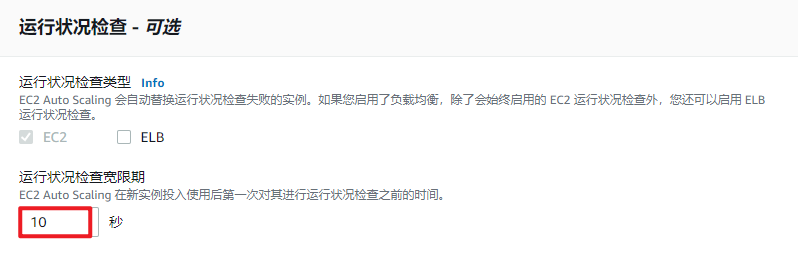 运行状况检查 - 可选
运行状况检查类型 Info
EC2 Auto Scaling 会自动替换运行状况检查失败的实例。如果您启用了负载均衡，除了会始终启用的 EC2 运行状况检查外，您还可以启用 ELB
运行状况检查。
EC2 ELB
运行状况检查宽限期
EC2 Auto Scaling 在新实例投入使用后第一次对其进行运行状况检查之前的时间。
10 秒